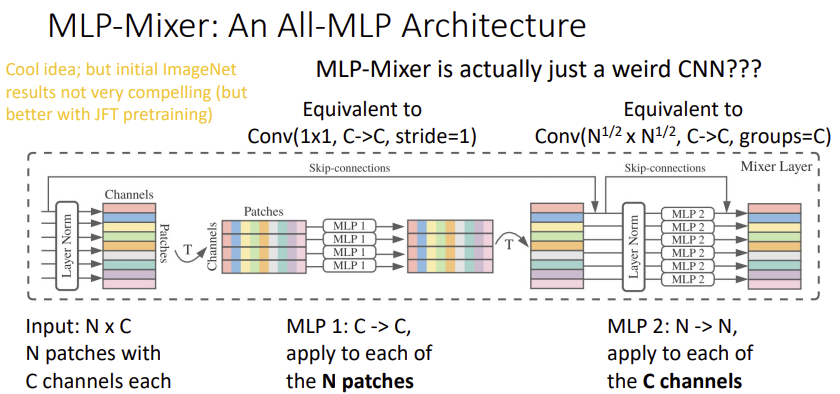 MLP-Mixer: An All-MLP Architecture
Cool idea; but initial ImageNet
results not very compelling (but
better with JFT pretraining)
MLP-Mixer is actually just a weird CNN???
Equivalent to
Conv(1x1, C->C, stride=1)
Equivalent to
Conv(N^1/2 x N^1/2, C->C, groups=C)
Skip-connections
Skip-connections
Mixer Layer
Layer Norm
Channels
Patches
T
Channels
Patches
MLP 1
MLP 1
MLP 1
MLP 1
T
Layer Norm
MLP 2
MLP 2
MLP 2
MLP 2
MLP 2
MLP 2
Input: N x C
N patches with
C channels each
MLP 1: C -> C,
apply to each of
the N patches
MLP 2: N -> N,
apply to each of
the C channels